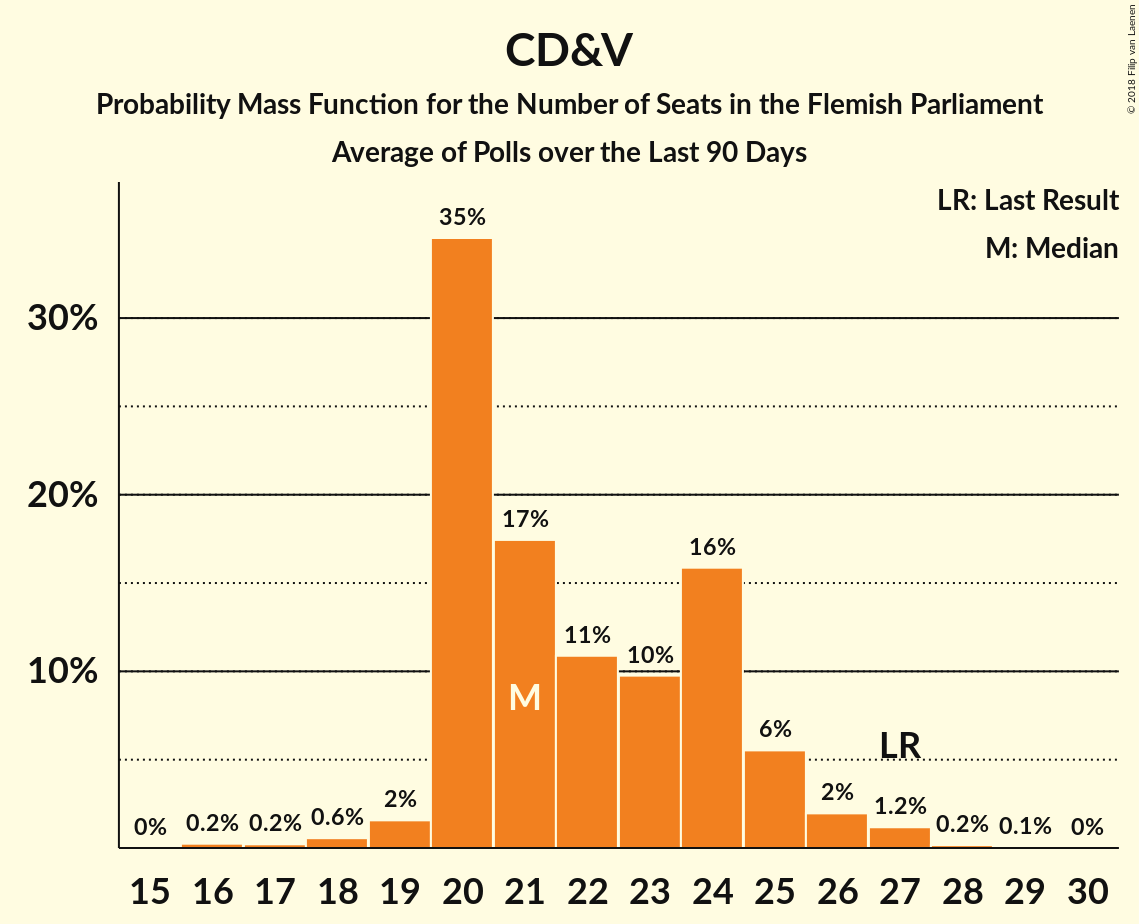 CD&V
Probability Mass Function for the Number of Seats in the Flemish Parliament
Average of Polls over the Last 90 Days
© 2018 Filip van Laenen
LR: Last Result
M: Median
30%
20%
10%
0%
0.2%
0.2%
0.6%
2%
35%
17%
11%
10%
16%
6%
2%
1.2%
0.2%
0.1%
0%
M
LR
15 16 17 18 19 20 21 22 23 24 25 26 27 28 29 30